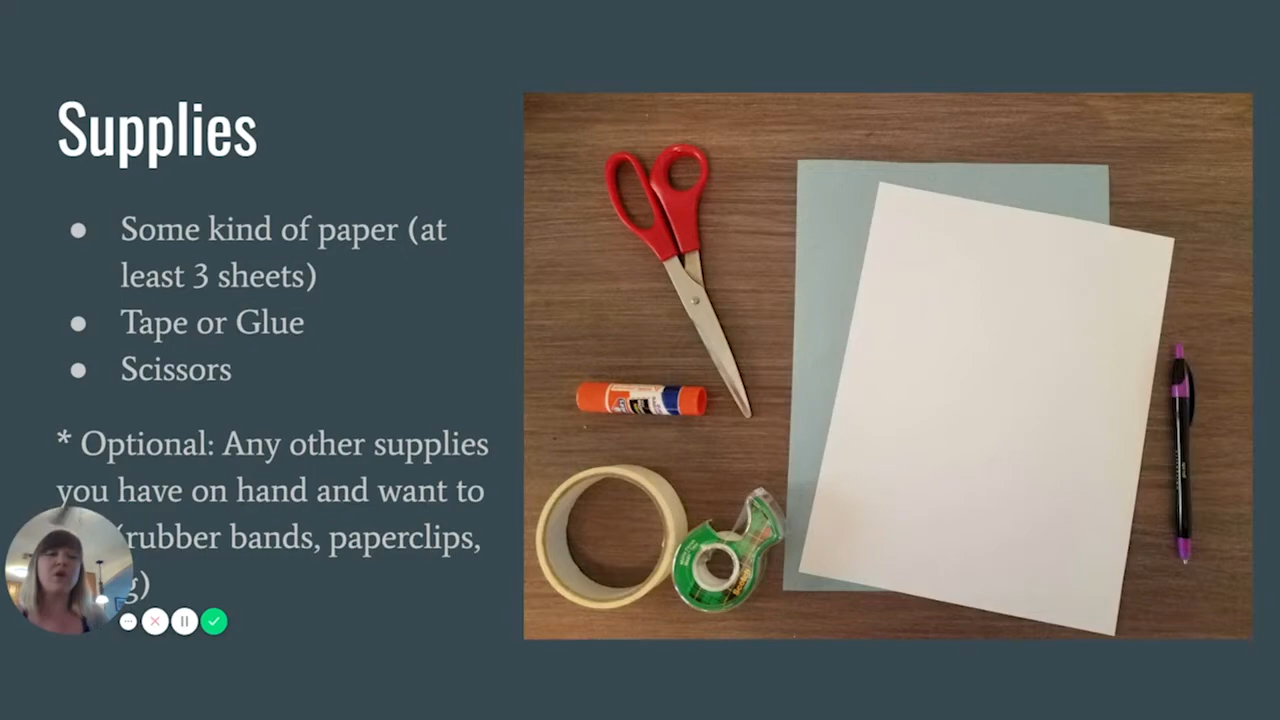 Supplies
● Some kind of paper (at
least 3 sheets)
● Tape or Glue
● Scissors
* Optional: Any other supplies
you have on hand and want to
(rubber bands, paperclips,
g)